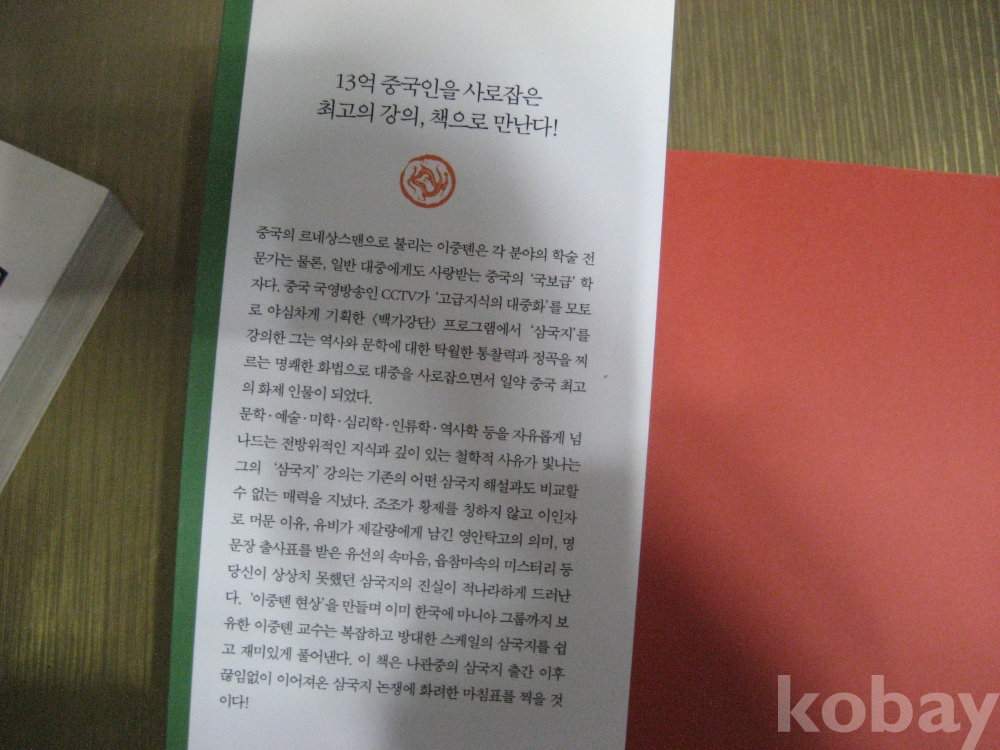 13억 중국인을 사로잡은
최고의 강의, 책으로 만난다!
중국의 르네상스맨으로 불리는 이중톈은 각 분야의 학술 전
문가는 물론, 일반 대중에게도 사랑받는 중국의 '국보급' 학
자다. 중국 국영방송인 CCTV가 '고급지식의 대중화'를 모토
로 야심차게 기획한 〈백가강단〉 프로그램에서 '삼국지'를
강의한 그는 역사와 문학에 대한 탁월한 통찰력과 정곡을 찌
르는 명쾌한 화법으로 대중을 사로잡으면서 일약 중국 최고
의 화제 인물이 되었다.
문학·예술·미학·심리학·인류학·역사학 등을 자유롭게 넘
나드는 전방위적인 지식과 깊이 있는 철학적 사유가 빛나는
그의 '삼국지' 강의는 기존의 어떤 삼국지 해설과도 비교할
수 없는 매력을 지녔다. 조조가 황제를 칭하지 않고 이인자
로 머문 이유, 유비가 제갈량에게 남긴 영안탁고의 의미, 명
문장 출사표를 받은 유선의 속마음, 읍참마속의 미스터리 등
당신이 상상치 못했던 삼국지의 진실이 적나라하게 드러난
다. '이중톈 현상'을 만들며 이미 한국에 마니아 그룹까지 보
유한 이중톈 교수는 복잡하고 방대한 스케일의 삼국지를 쉽
고 재미있게 풀어낸다. 이 책은 나관중의 삼국지 출간 이후
끊임없이 이어져온 삼국지 논쟁에 화려한 마침표를 찍을 것
이다!
kobay